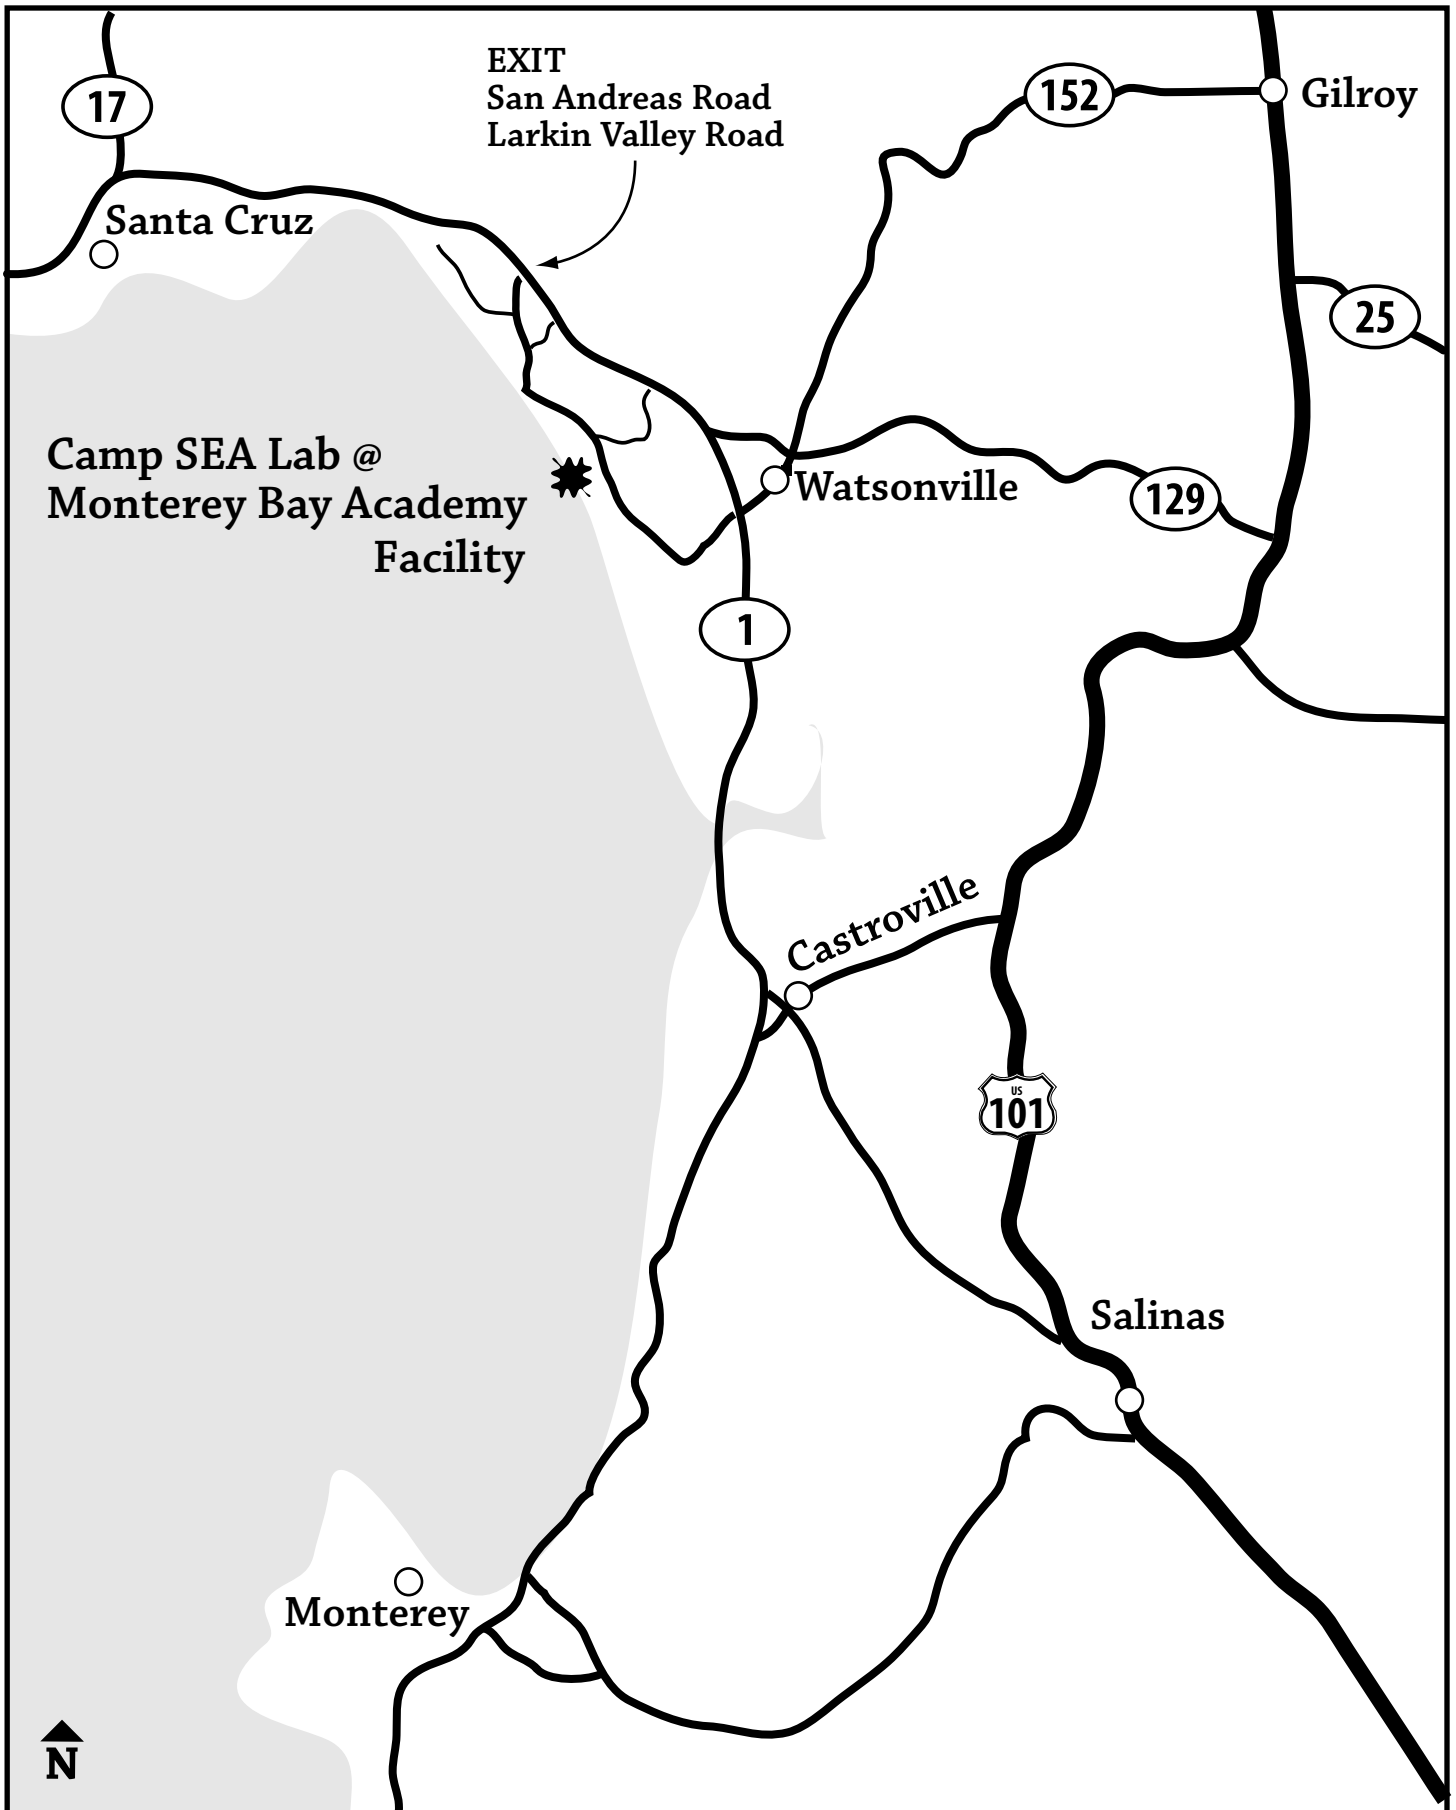 EXIT
San Andreas Road
Larkin Valley Road
17
152
Gilroy
Santa Cruz
25
Camp SEA Lab @
Monterey Bay Academy
Facility
Watsonville
129
1
Castroville
US
101
Salinas
Monterey
N